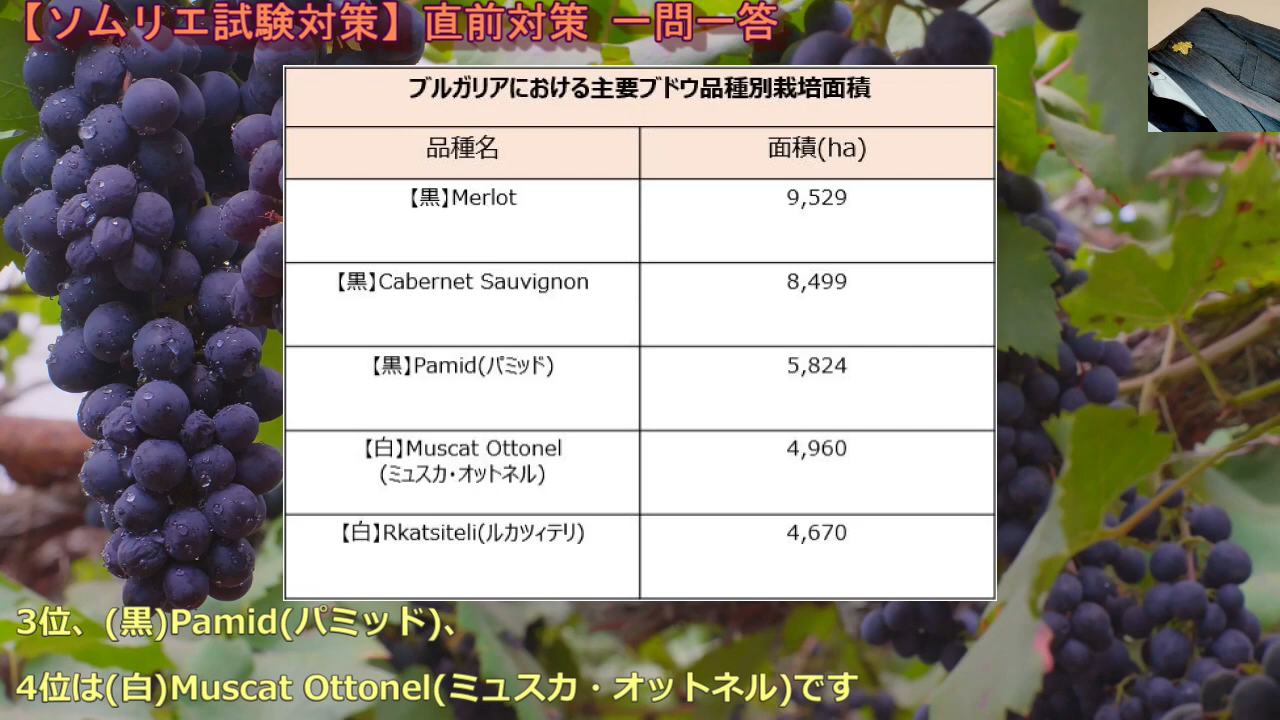 【ソムリエ試験対策】直前対策 一問一答
ブルガリアにおける主要ブドウ品種別栽培面積
品種名 面積(ha)
【黒】Merlot 9,529
【黒】Cabernet Sauvignon 8,499
【黒】Pamid(パミッド) 5,824
【白】Muscat Ottonel 4,960
(ミュスカ・オットネル)
【白】Rkatsiteli(ルカツィテリ) 4,670
3位、(黒)Pamid(パミッド)、
4位は(白)Muscat Ottonel(ミュスカ・オットネル)です